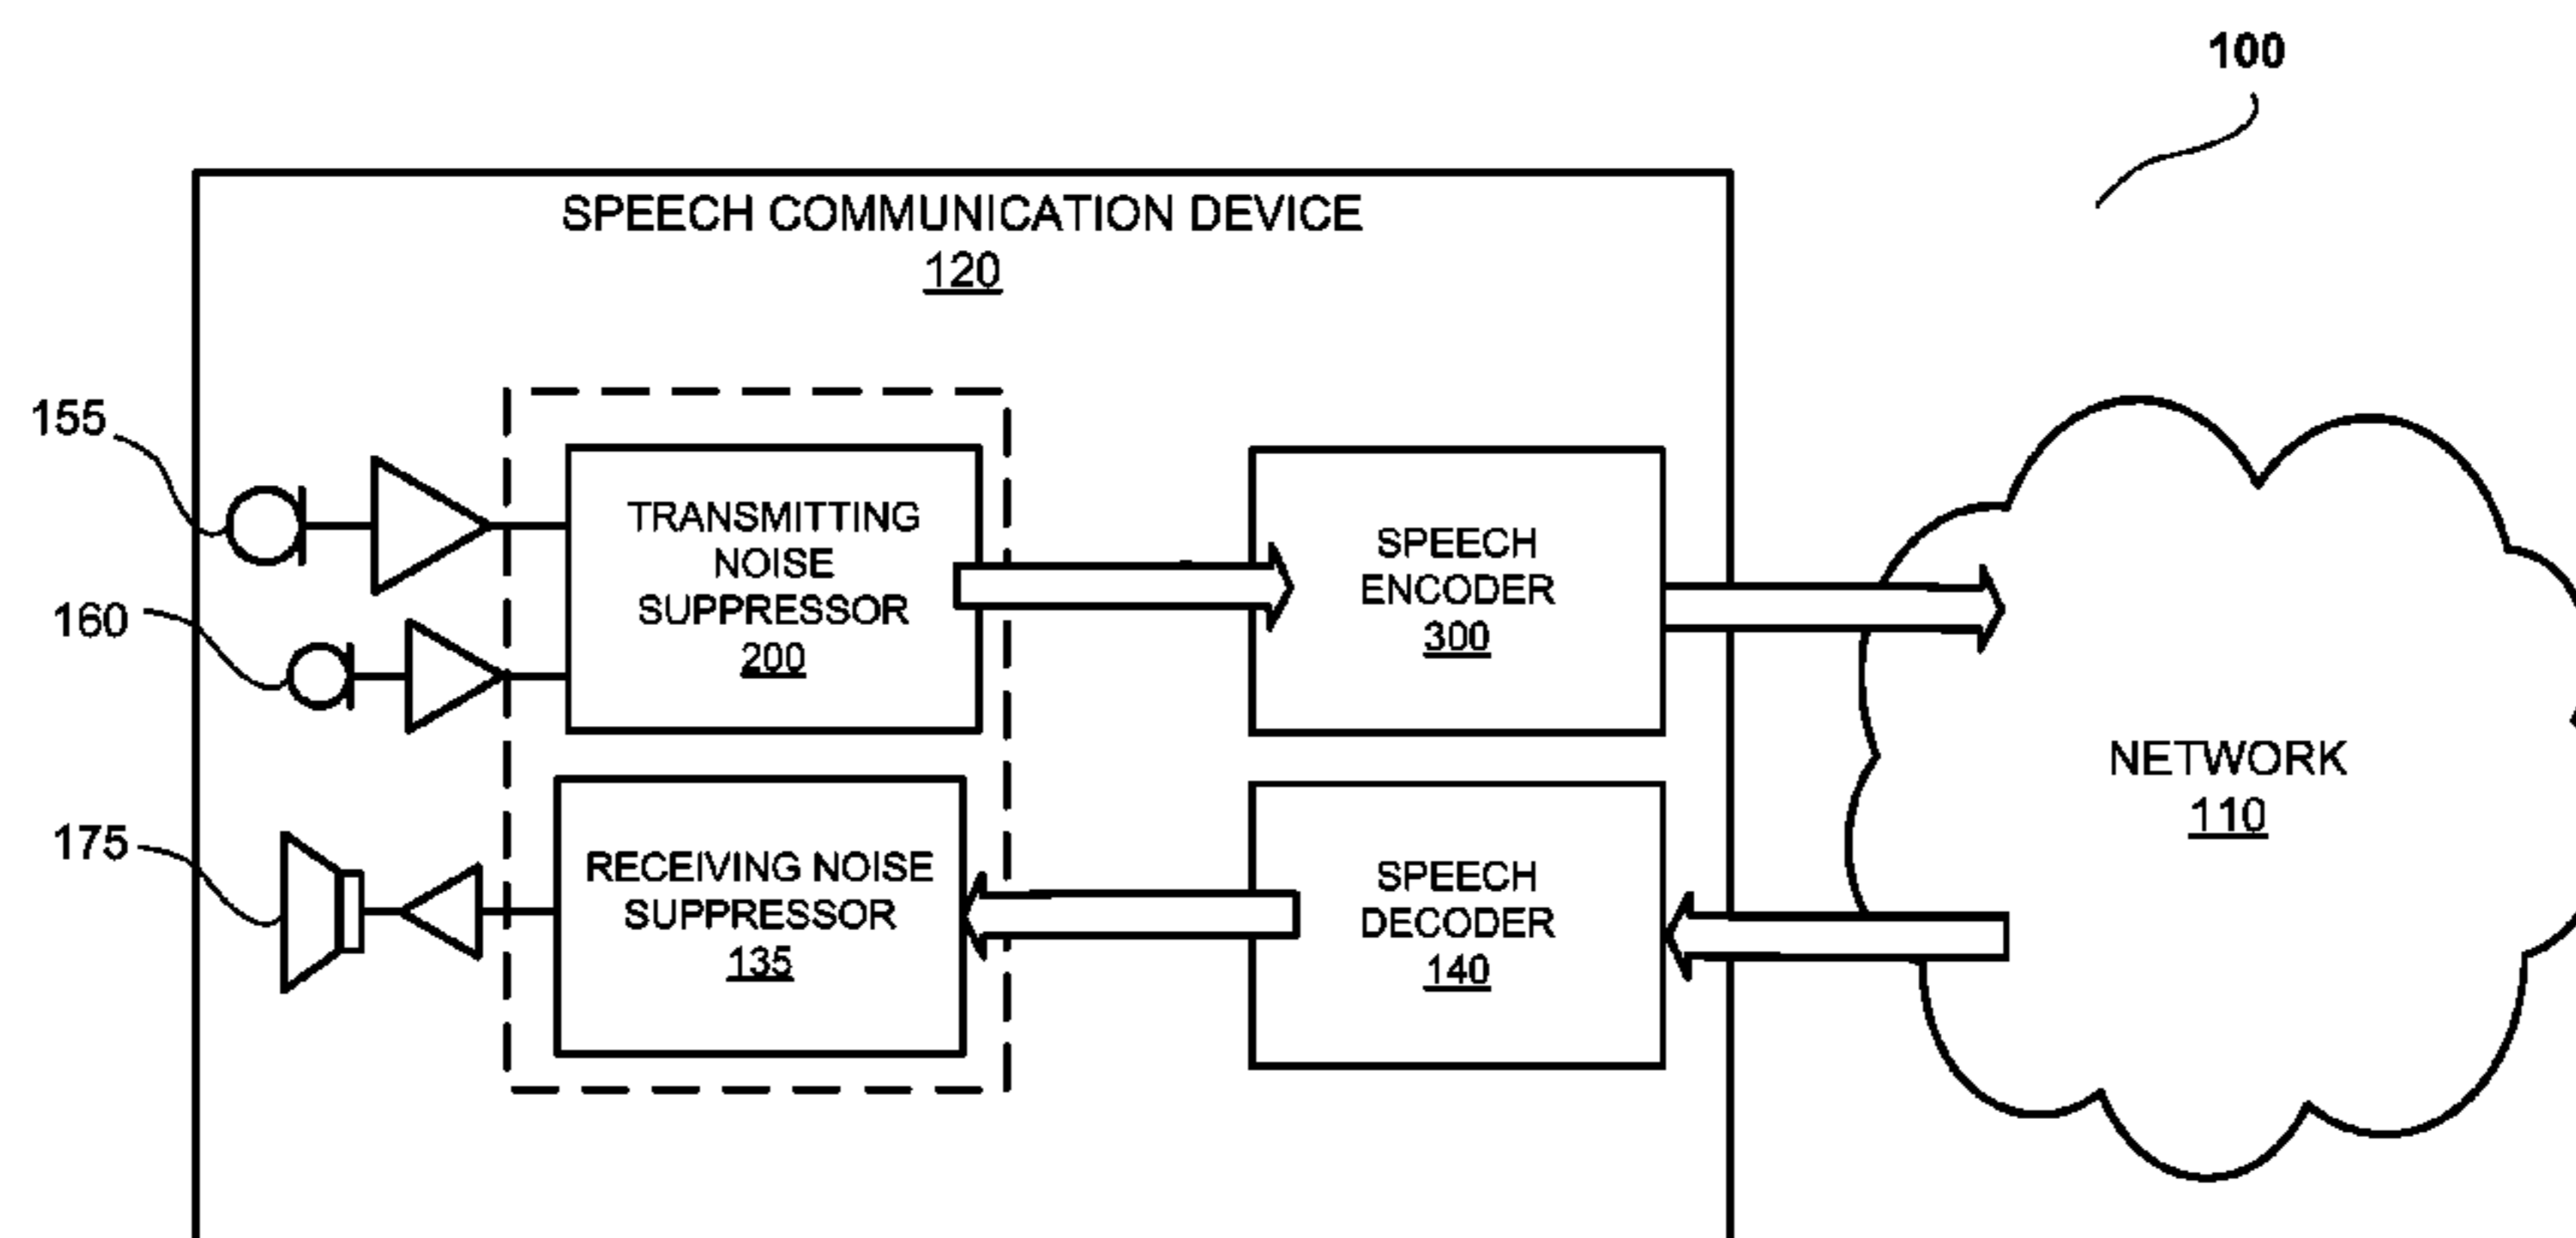 100
SPEECH COMMUNICATION DEVICE
120
155
160
175
TRANSMITTING
NOISE
SUPPRESSOR
200
SPEECH
ENCODER
300
RECEIVING NOISE
SUPPRESSOR
135
SPEECH
DECODER
140
NETWORK
110